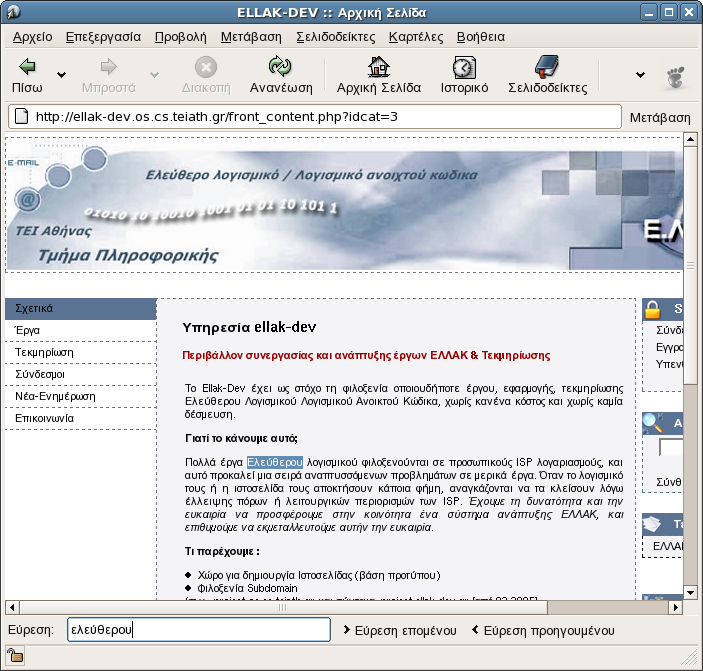 ELLAK-DEV :: Αρχική Σελίδα
Αρχείο Επεξεργασία Προβολή Μετάβαση Σελιδοδείκτες Καρτέλες Βοήθεια
Πίσω Μπροστά Διακοπή Ανανέωση Αρχική Σελίδα Ιστορικό Σελιδοδείκτες
http://ellak-dev.os.cs.teiath.gr/front_content.php?idcat=3 Μετάβαση
E-MAIL
Ελεύθερο λογισμικό / Λογισμικό ανοιχτού κωδικα
@
01010 10 10010 1001 01 01 10 101 1
ΤΕΙ Αθήνας
Τμήμα Πληροφορικής
Ε.Λ
Σχετικά
Έργα
Τεκμηρίωση
Σύνδεσμοι
Νέα-Ενημέρωση
Επικοινωνία
Υπηρεσία ellak-dev
Περιβάλλον συνεργασίας και ανάπτυξης έργων ΕΛΛΑΚ & Τεκμηρίωσης
Το Ellak-Dev έχει ως στόχο τη φιλοξενία οποιουδήποτε έργου, εφαρμογής, τεκμηρίωσης
Ελεύθερου Λογισμικού Λογισμικού Ανοικτού Κώδικα, χωρίς κανένα κόστος και χωρίς καμία
δέσμευση.
Γιατί το κάνουμε αυτό;
Πολλά έργα Ελεύθερου λογισμικού φιλοξενούνται σε προσωπικούς ISP λογαριασμούς, και
αυτό προκαλεί μια σειρά αναπτυσσόμενων προβλημάτων σε μερικά έργα. Όταν το λογισμικό
τους ή η ιστοσελίδα τους αποκτήσουν κάποια φήμη, αναγκάζονται να τα κλείσουν λόγω
έλλειψης πόρων ή λειτουργικών περιορισμών των ISP. Έχουμε τη δυνατότητα και την
ευκαιρία να προσφέρουμε στην κοινότητα ένα σύστημα ανάπτυξης ΕΛΛΑΚ, και
επιθυμούμε να εκμεταλλευτούμε αυτήν την ευκαιρία.
Τι παρέχουμε :
Χώρο για δημιουργία Ιστοσελίδας (βάση προτύπου)
Φιλοξενία Subdomain
S
Σύνδ
Εγγρα
Υπεν
A
Σύνθ
Τε
ΕΛΛΑ
Εύρεση: ελεύθερου Εύρεση επομένου Εύρεση προηγουμένου